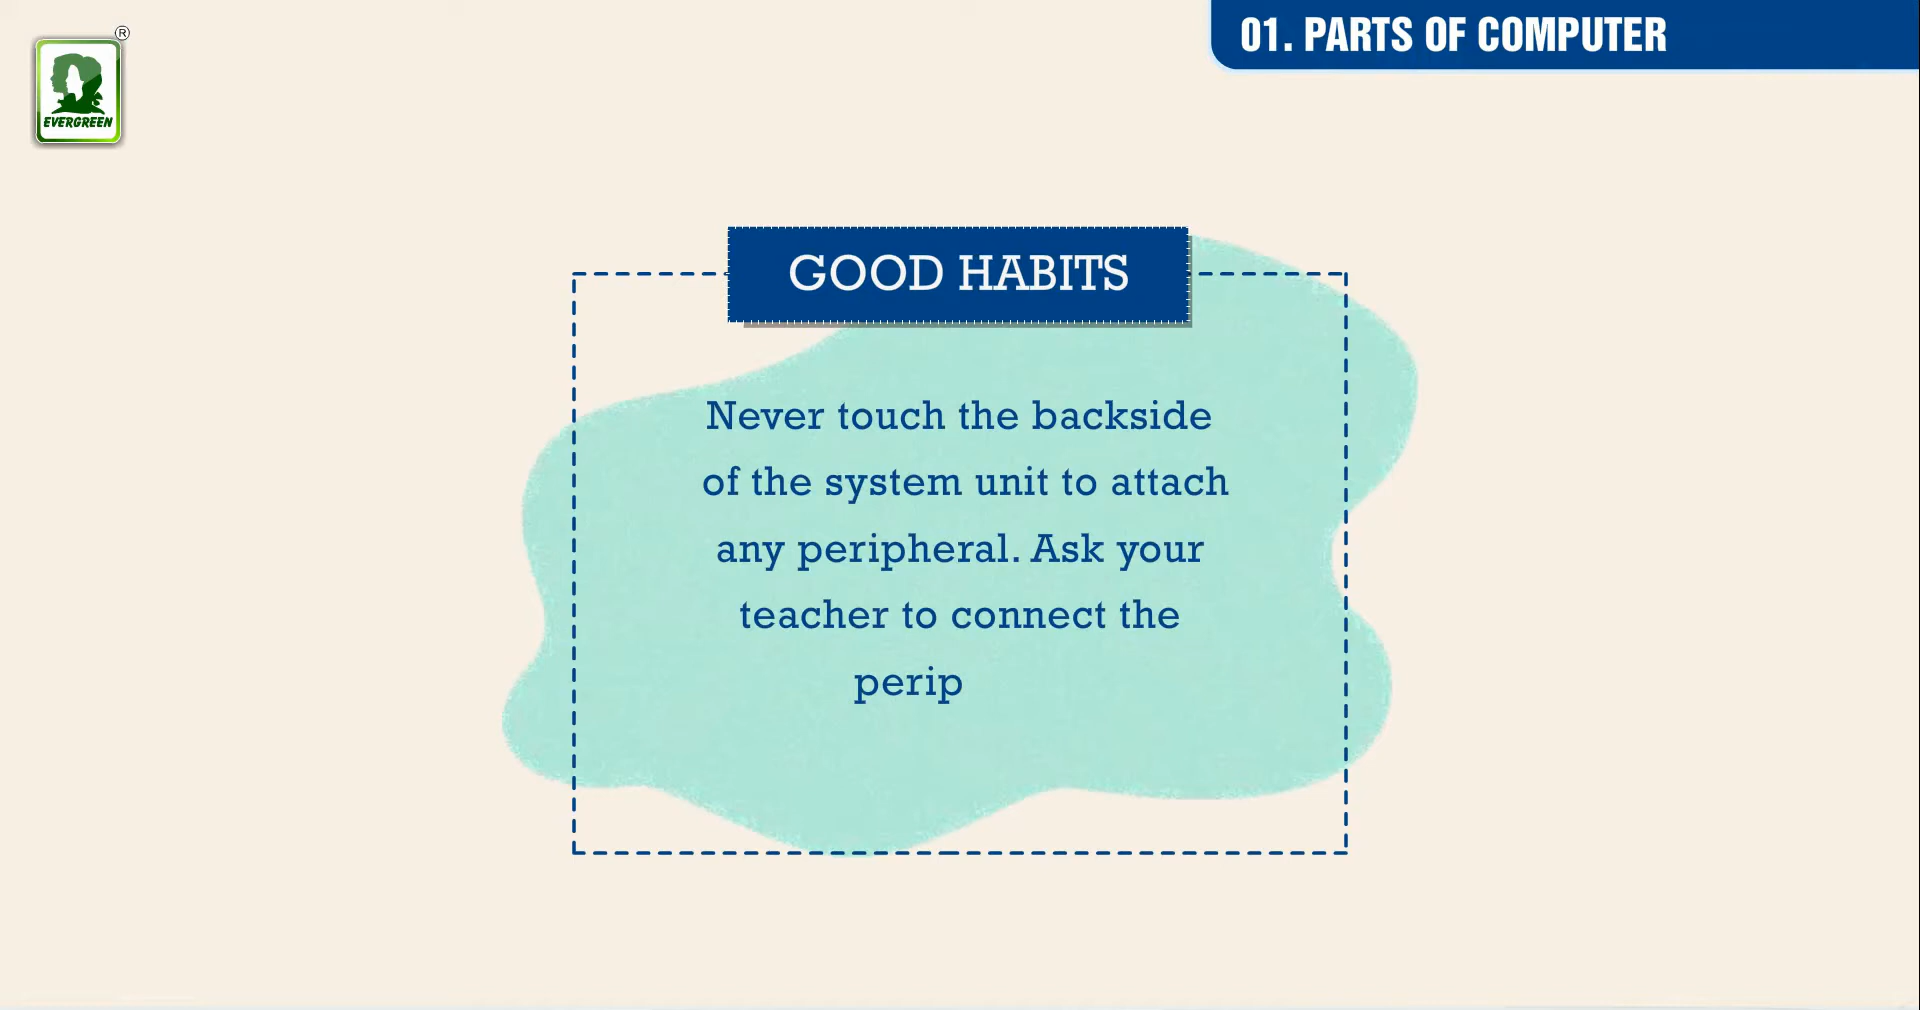 ®
EVERGREEN
01. PARTS OF COMPUTER
GOOD HABITS
Never touch the backside
of the system unit to attach
any peripheral. Ask your
teacher to connect the
perip